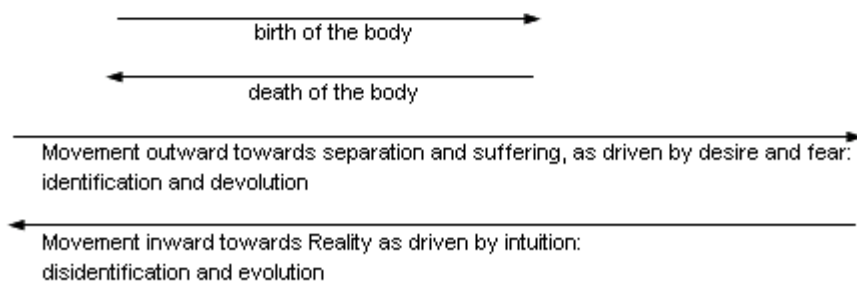 birth of the body
death of the body
Movement outward towards separation and suffering, as driven by desire and fear:
identification and devolution
Movement inward towards Reality as driven by intuition:
disidentification and evolution